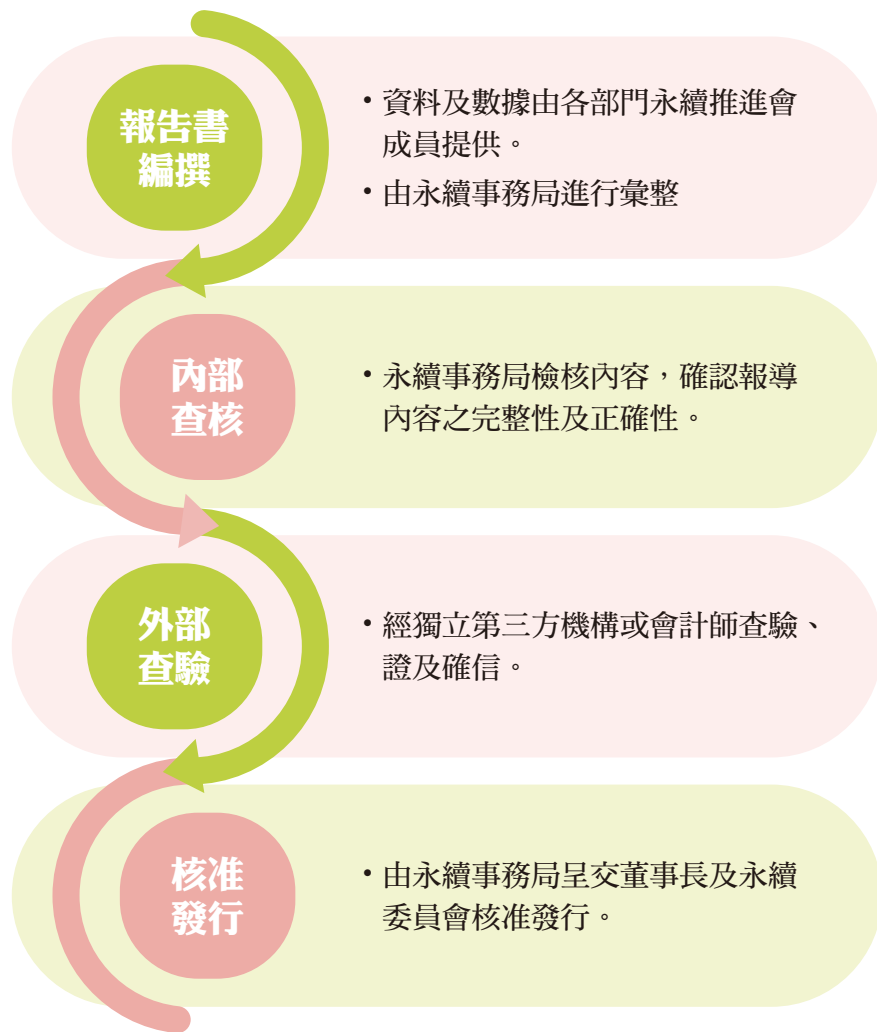 報告書
編撰
・資料及數據由各部門永續推進會
成員提供。
・由永續事務局進行彙整
內部
查核
・永續事務局檢核內容，確認報導
內容之完整性及正確性。
外部
查驗
・經獨立第三方機構或會計師查驗、
證及確信。
核准
發行
・由永續事務局呈交董事長及永續
委員會核准發行。